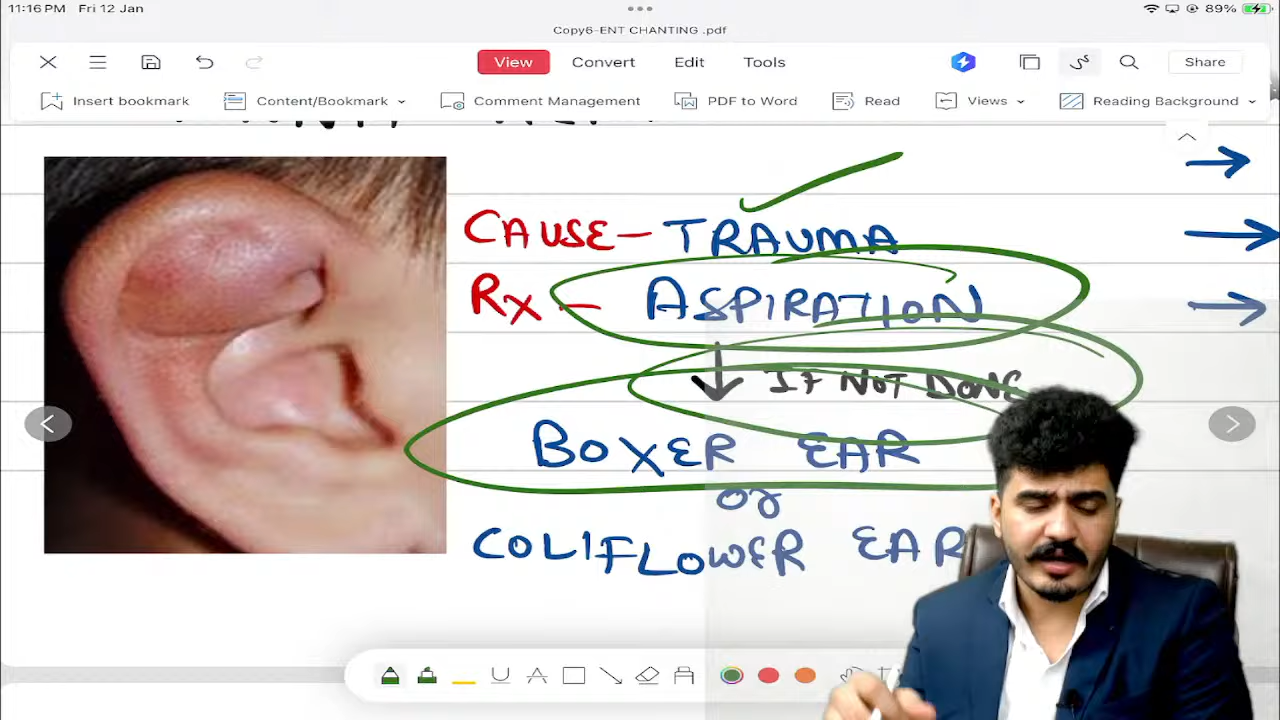 11:16 PM Fri 12 Jan
89%
Copy6-ENT CHANTING .pdf
View Convert Edit Tools
Share
Insert bookmark Content/Bookmark Comment Management PDF to Word Read Views Reading Background
CAUSE - TRAUMA
Rx - ASPIRATION
IF NOT DONE
BOXER EAR
or
COLIFLOWER EAR